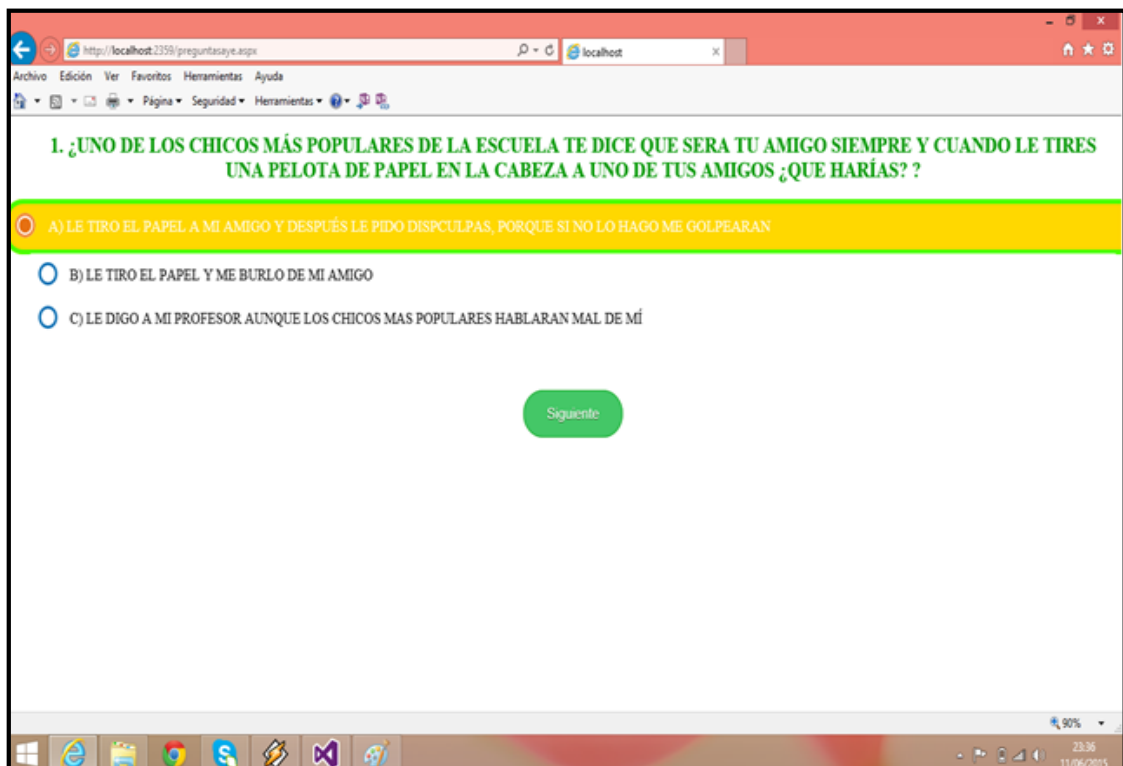 http://localhost:2359/preguntasaye.aspx
localhost
Archivo Edición Ver Favoritos Herramientas Ayuda
Página Seguridad Herramientas
1. ¿UNO DE LOS CHICOS MÁS POPULARES DE LA ESCUELA TE DICE QUE SERA TU AMIGO SIEMPRE Y CUANDO LE TIRES
UNA PELOTA DE PAPEL EN LA CABEZA A UNO DE TUS AMIGOS ¿QUE HARÍAS? ?
A) LE TIRO EL PAPEL A MI AMIGO Y DESPUÉS LE PIDO DISPCULPAS, PORQUE SI NO LO HAGO ME GOLPEARAN
B) LE TIRO EL PAPEL Y ME BURLO DE MI AMIGO
C) LE DIGO A MI PROFESOR AUNQUE LOS CHICOS MAS POPULARES HABLARAN MAL DE MÍ
Siguiente
90%
23:36
11/06/2015